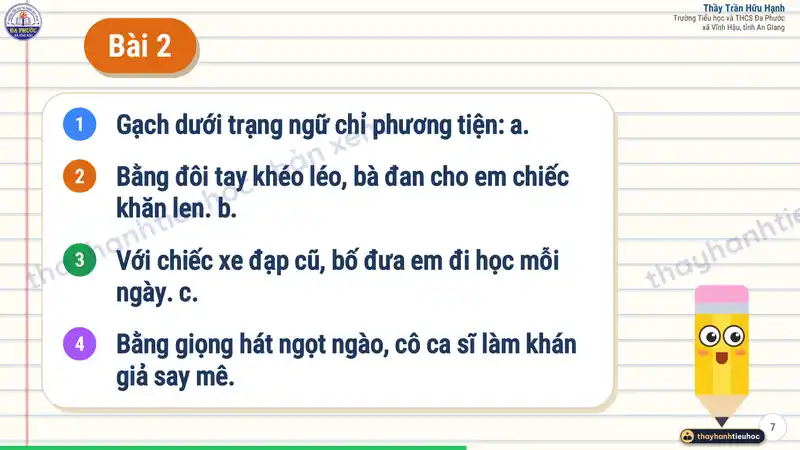 Thầy Trần Hữu Hạnh
Trường Tiểu học và THCS Đa Phước
xã Vĩnh Hậu, tỉnh An Giang
ĐA PHƯỚC
Bài 2
1 Gạch dưới trạng ngữ chỉ phương tiện: a.
2 Bằng đôi tay khéo léo, bà đan cho em chiếc
khăn len. b.
3 Với chiếc xe đạp cũ, bố đưa em đi học mỗi
ngày. c.
4 Bằng giọng hát ngọt ngào, cô ca sĩ làm khán
giả say mê.
thayhanhtieuhoc
7